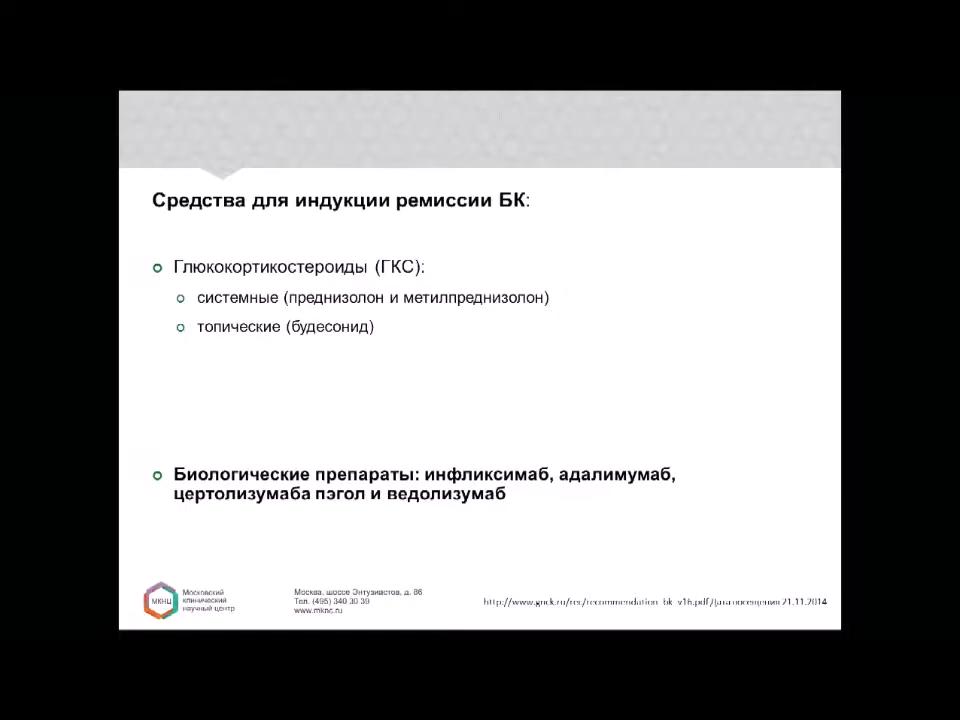 Средства для индукции ремиссии БК:
Глюкокортикостероиды (ГКС):
системные (преднизолон и метилпреднизолон)
топические (будесонид)
Биологические препараты: инфликсимаб, адалимумаб,
цертолизумаба пэгол и ведолизумаб
МКНЦ
Московский
клинический
научный центр
Москва, шоссе Энтузиастов, д. 86
Тел. (495) 340 30 39
www.mknc.ru
http://www.gnck.ru/rec/recommendation_bk_v16.pdf Дата посещения 21.11.2014